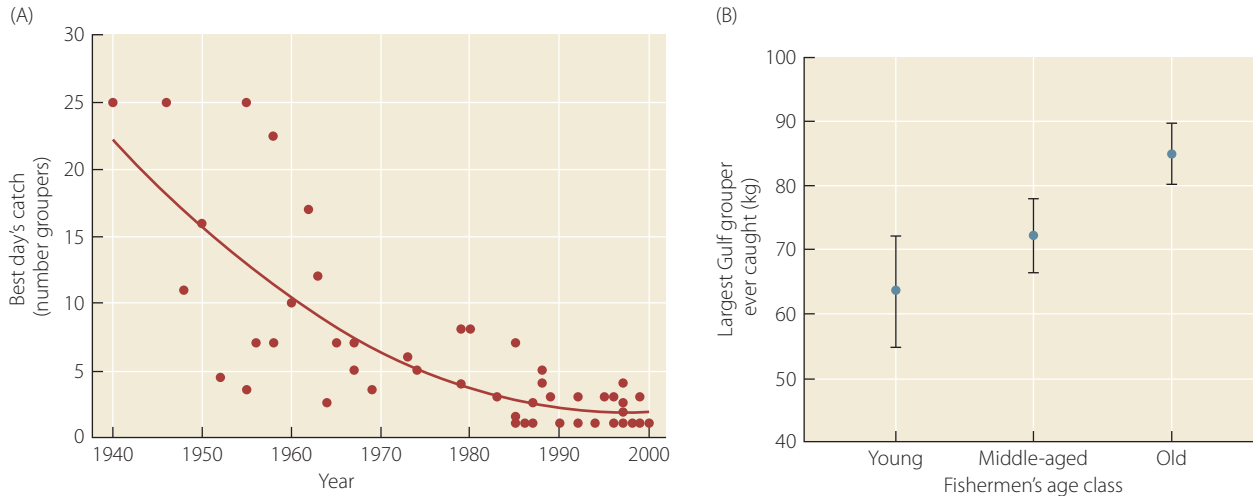 (A)
30
25
20
15
10
5
0
Best day's catch
(number groupers)
1940 1950 1960 1970 1980 1990 2000
Year
(B)
100
90
80
70
60
50
40
Largest Gulf grouper
ever caught (kg)
Young Middle-aged Old
Fishermen's age class